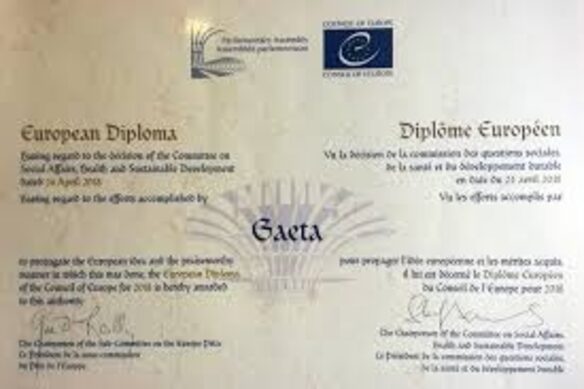 Parliamentary Assembly
Assemblée parlementaire
COUNCIL OF EUROPE
CONSEIL DE L'EUROPE
European Diploma
Having regard to the decision of the Committee on
Social Affairs, Health and Sustainable Development
dated April 2018
Having regard to the efforts accomplished by
Diplôme Européen
Vu la décision de la commission des questions sociales,
de la santé et du développement durable
en date du avril 2018
Vu les efforts accomplis par
Gaeta
to propagate the European idea and the praiseworthy
manner in which this was done, the European Diploma
of the Council of Europe for 2018 is hereby awarded
to this authority
pour propager l'idée européenne et les mérites acquis,
il lui est décerné le Diplôme Européen
du Conseil de l'Europe pour 2018
The Chairperson of the Sub-Committee on the Europe Prize
Le Président de la sous-commission
du Prix de l'Europe
The Chairperson of the Committee on Social Affairs,
Health and Sustainable Development
Le Président de la commission des questions sociales,
de la santé et du développement durable